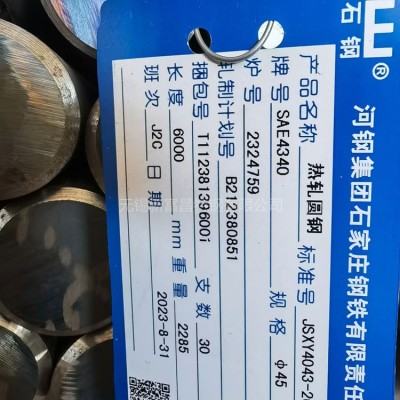 石钢
®
河钢集团石家庄钢铁有限责任
产品名称 热轧圆钢 标准号 JSXY4043-20
牌号 SAE4340 规格 φ45
炉号 2324759
轧制计划号 B212380851
捆包号 T11238139600i 支数 30
长度 6000 mm 重量 2285
班次 J2C 日期 2023-8-31